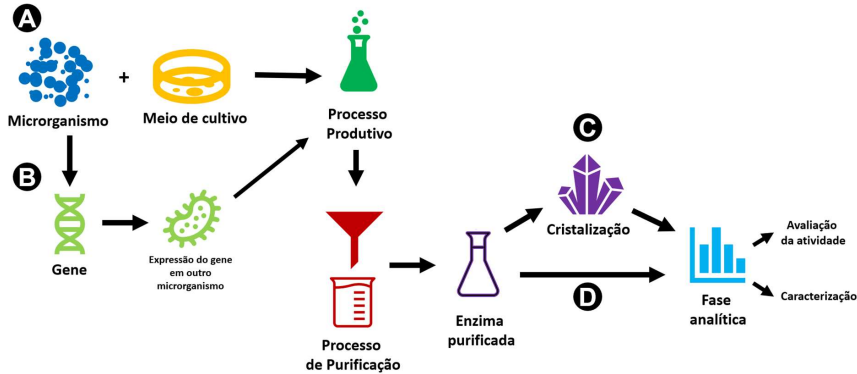 A
+
Microrganismo
Meio de cultivo
Processo
Produtivo
B
Gene
Expressão do gene
em outro
microrganismo
Processo
de Purificação
Enzima
purificada
C
Cristalização
D
Fase
analítica
Avaliação
da atividade
Caracterização